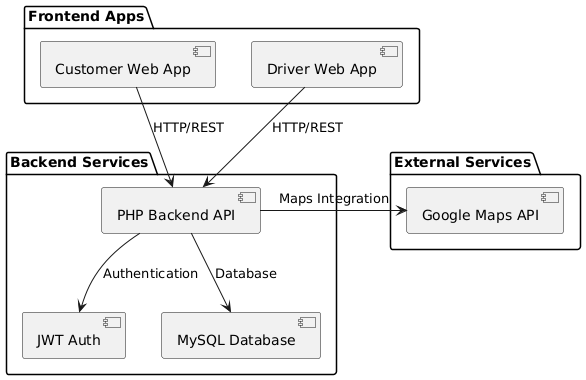 Frontend Apps
Customer Web App
Driver Web App
HTTP/REST
HTTP/REST
Backend Services
External Services
PHP Backend API
Maps Integration
Google Maps API
Authentication
Database
JWT Auth
MySQL Database